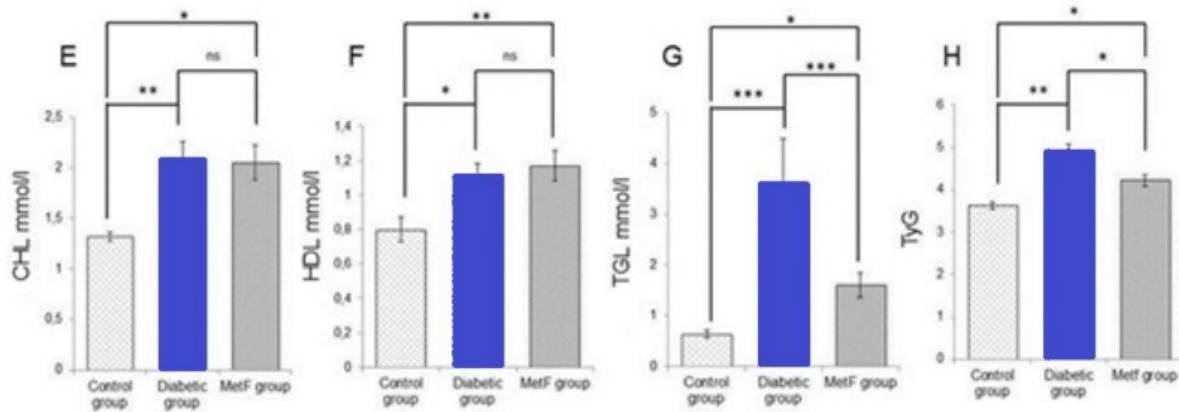 E
*
ns
**
CHL mmol/l
2,5
2
1,5
1
0,5
0
Control group
Diabetic group
MetF group
F
**
ns
*
HDL mmol/l
1,4
1,2
1
0,8
0,6
0,4
0,2
0
Control group
Diabetic group
MetF group
G
*
***
***
TGL mmol/l
5
4
3
2
1
0
Control group
Diabetic group
MetF group
H
*
*
**
TyG
6
5
4
3
2
1
0
Control group
Diabetic group
Metf group